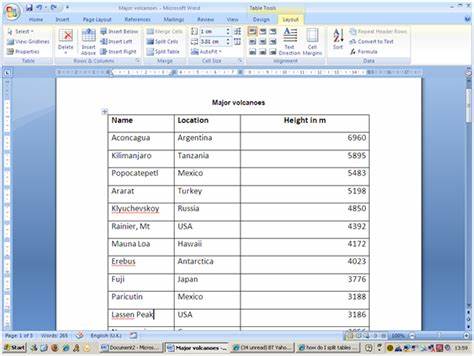 Major volcanoes - Microsoft Word
Table Tools
Home Insert Page Layout References Mailings Review View Design Layout
Select Insert Below Merge Cells 1 cm Repeat Header Rows
View Gridlines Delete Insert Insert Left Split Cells 3.81 cm Text Cell Sort Convert to Text
Properties Above Insert Right Split Table AutoFit Direction Margins Formula
Table Rows & Columns Merge Cell Size Alignment Data
Major volcanoes
Name Location Height in m
Aconcagua Argentina 6960
Kilimanjaro Tanzania 5895
Popocatepetl Mexico 5483
Ararat Turkey 5198
Klyuchevskoy Russia 4850
Rainier, Mt USA 4392
Mauna Loa Hawaii 4172
Erebus Antarctica 4023
Fuji Japan 3776
Paricutin Mexico 3188
Lassen Peak USA 3186
Page: 1 of 3 Words: 265 English (U.K.)
Start Document2 - Micros... Major volcanoes - ... (34 unread) BT Yahoo... how do I split tables... 13:59